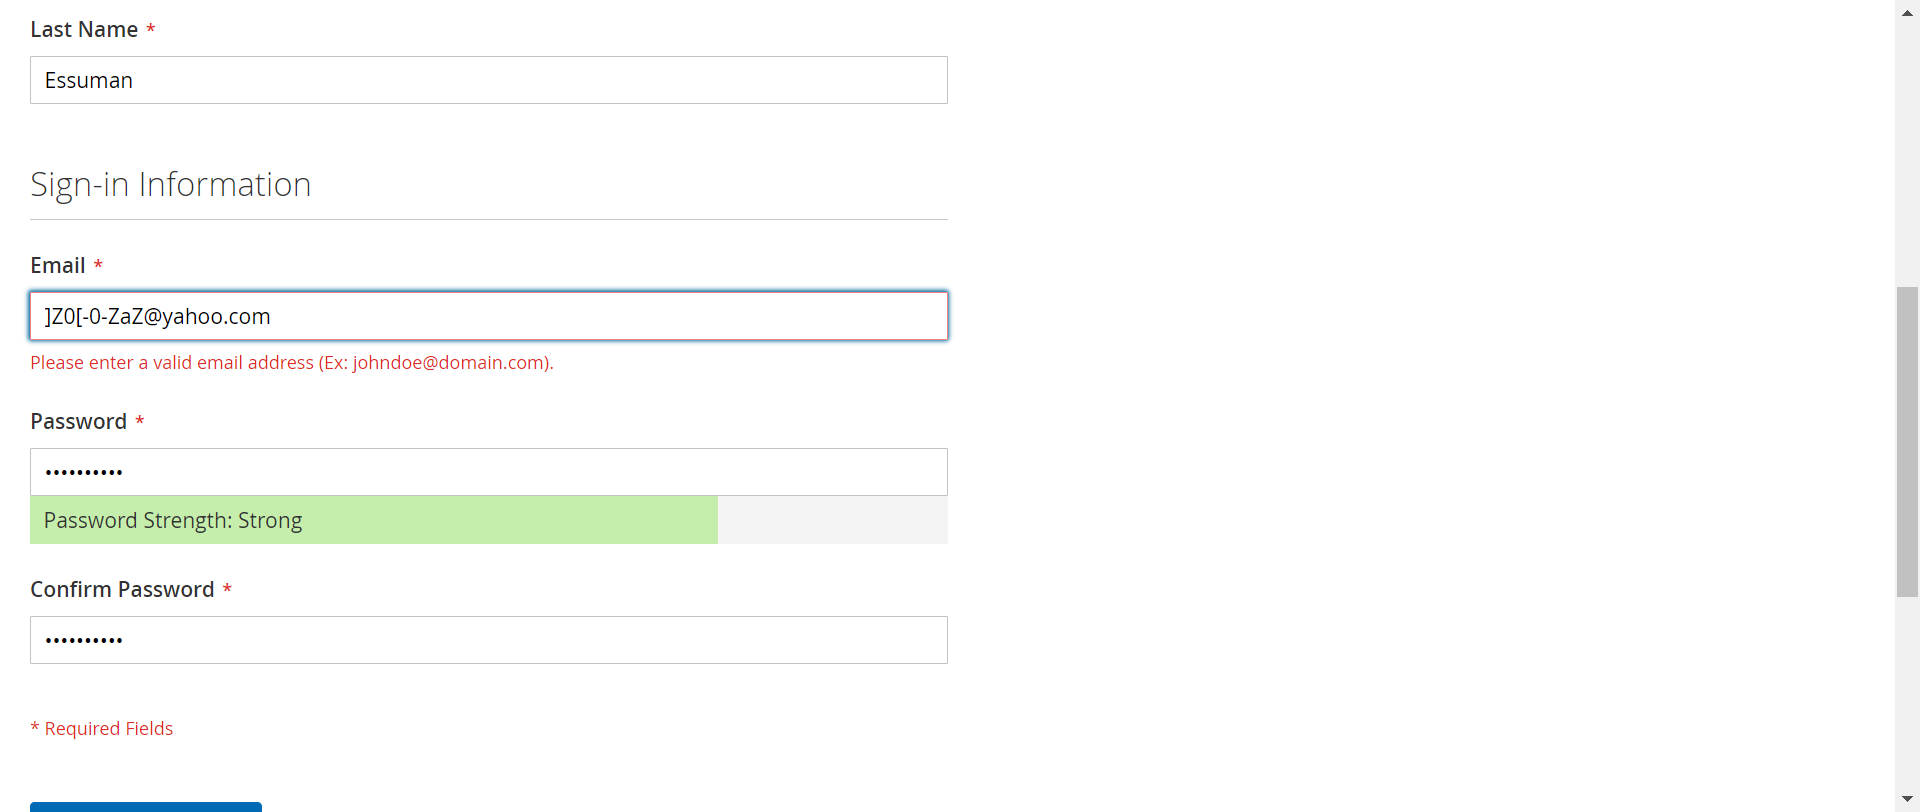 Last Name *
Essuman
Sign-in Information
Email *
]Z0[-0-ZaZ@yahoo.com
Please enter a valid email address (Ex: johndoe@domain.com).
Password *
••••••••••
Password Strength: Strong
Confirm Password *
••••••••••
* Required Fields